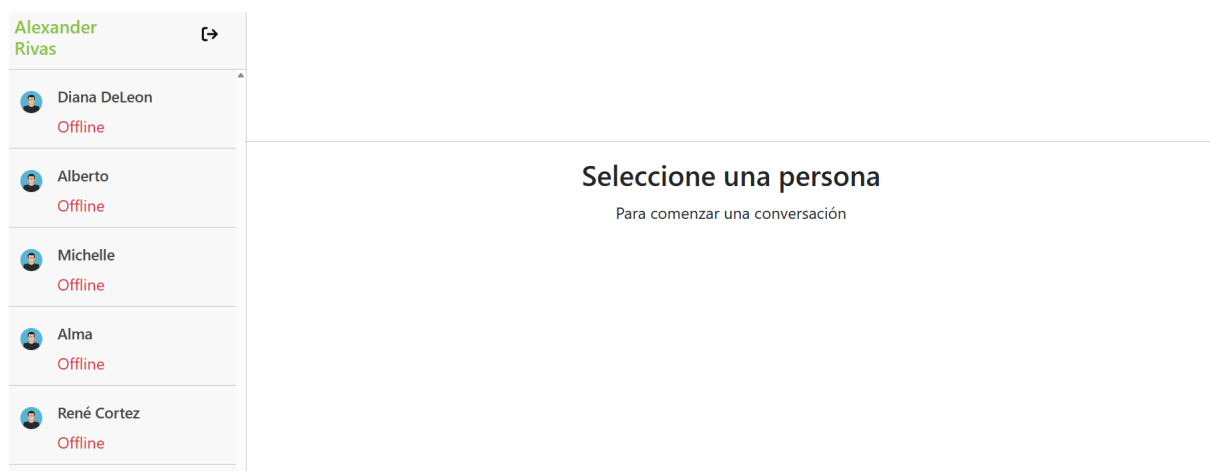 Alexander
Rivas
Diana DeLeon
Offline
Alberto
Offline
Michelle
Offline
Alma
Offline
René Cortez
Offline
Seleccione una persona
Para comenzar una conversación